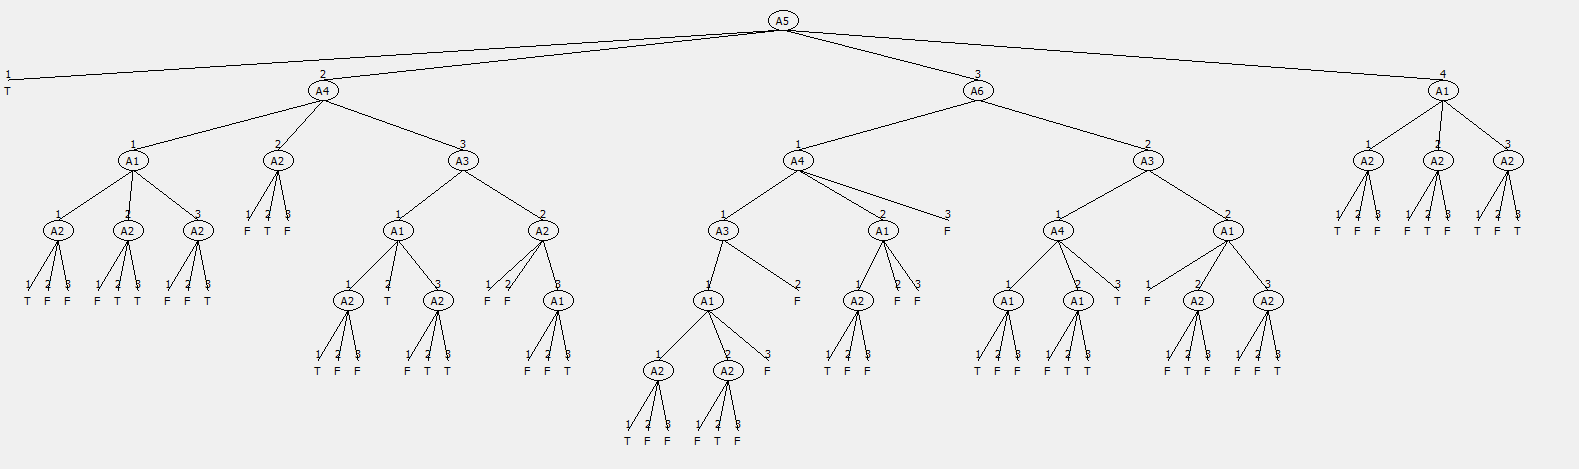 A5
1 2 3 4
T A4 A6 A1
1 2 3 1 2 1 2 3
A1 A2 A3 A4 A3 A2 A2 A2
1 2 3 1 2 3 1 2 1 2 3 1 2 1 2 3 1 2 3 1 2 3
A2 A2 A2 F T F A1 A2 A3 A1 F A4 A1 T F F F T F T F T
1 2 3 1 2 3 1 2 3 1 2 3 1 2 3 1 2 1 2 3 1 2 3 1 2 3
T F F F T T F F T A2 T A2 F F A1 A1 F A2 F F A1 A1 T F A2 A2
1 2 3 1 2 3 1 2 3 1 2 3 1 2 3 1 2 3 1 2 3 1 2 3 1 2 3
T F F F T T F F T A2 A2 F T F F T F F F T T F T F F F T
1 2 3 1 2 3
T F F F T F